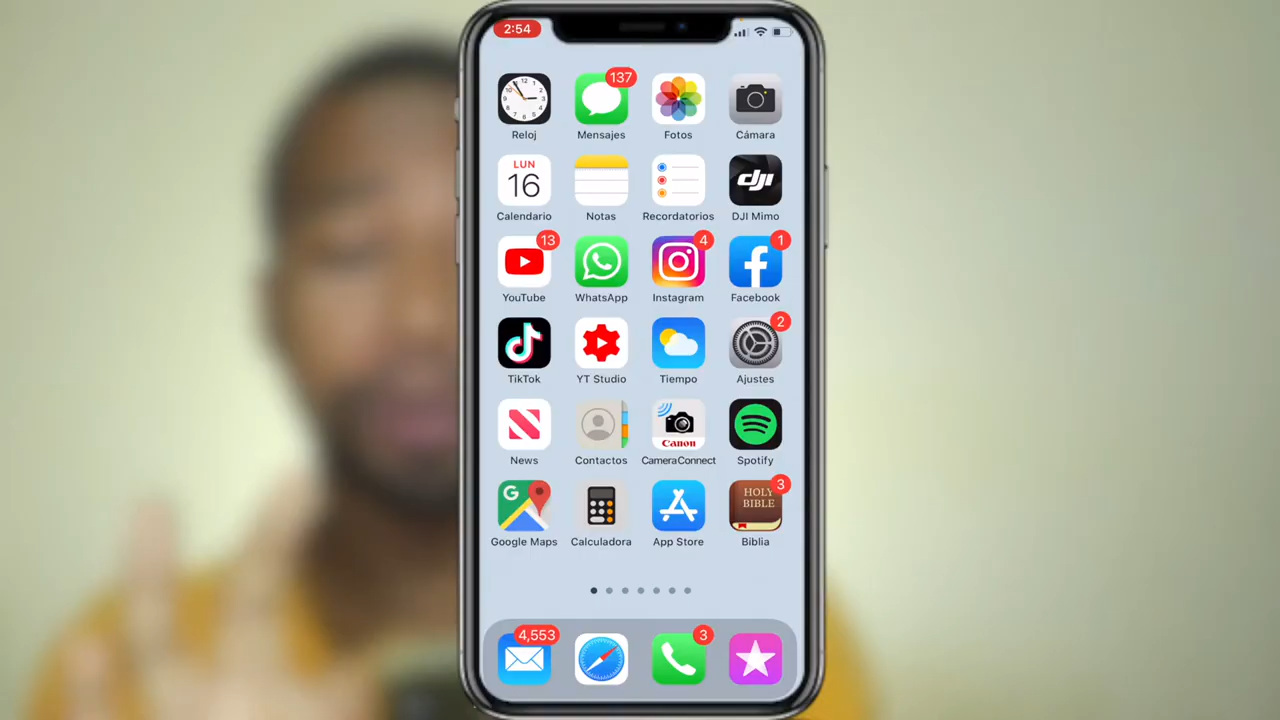 2:54
137
Reloj Mensajes Fotos Cámara
LUN
16
dji
Calendario Notas Recordatorios DJI Mimo
13 4 1
YouTube WhatsApp Instagram Facebook
2
TikTok YT Studio Tiempo Ajustes
Canon
News Contactos CameraConnect Spotify
3
G HOLY
BIBLE
Google Maps Calculadora App Store Biblia
4,553 3